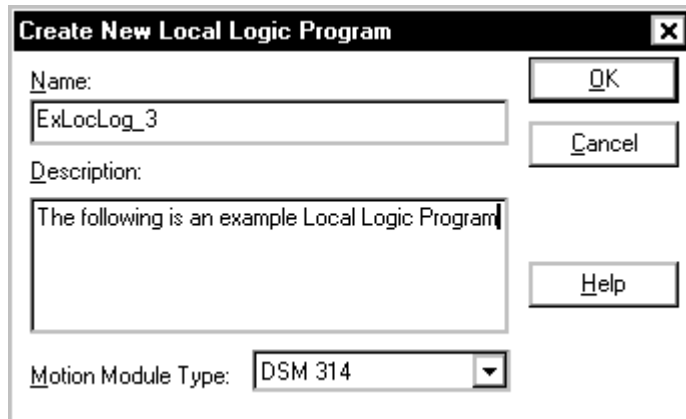 Create New Local Logic Program
Name:
OK
ExLocLog_3
Cancel
Description:
The following is an example Local Logic Program
Help
Motion Module Type:
DSM 314